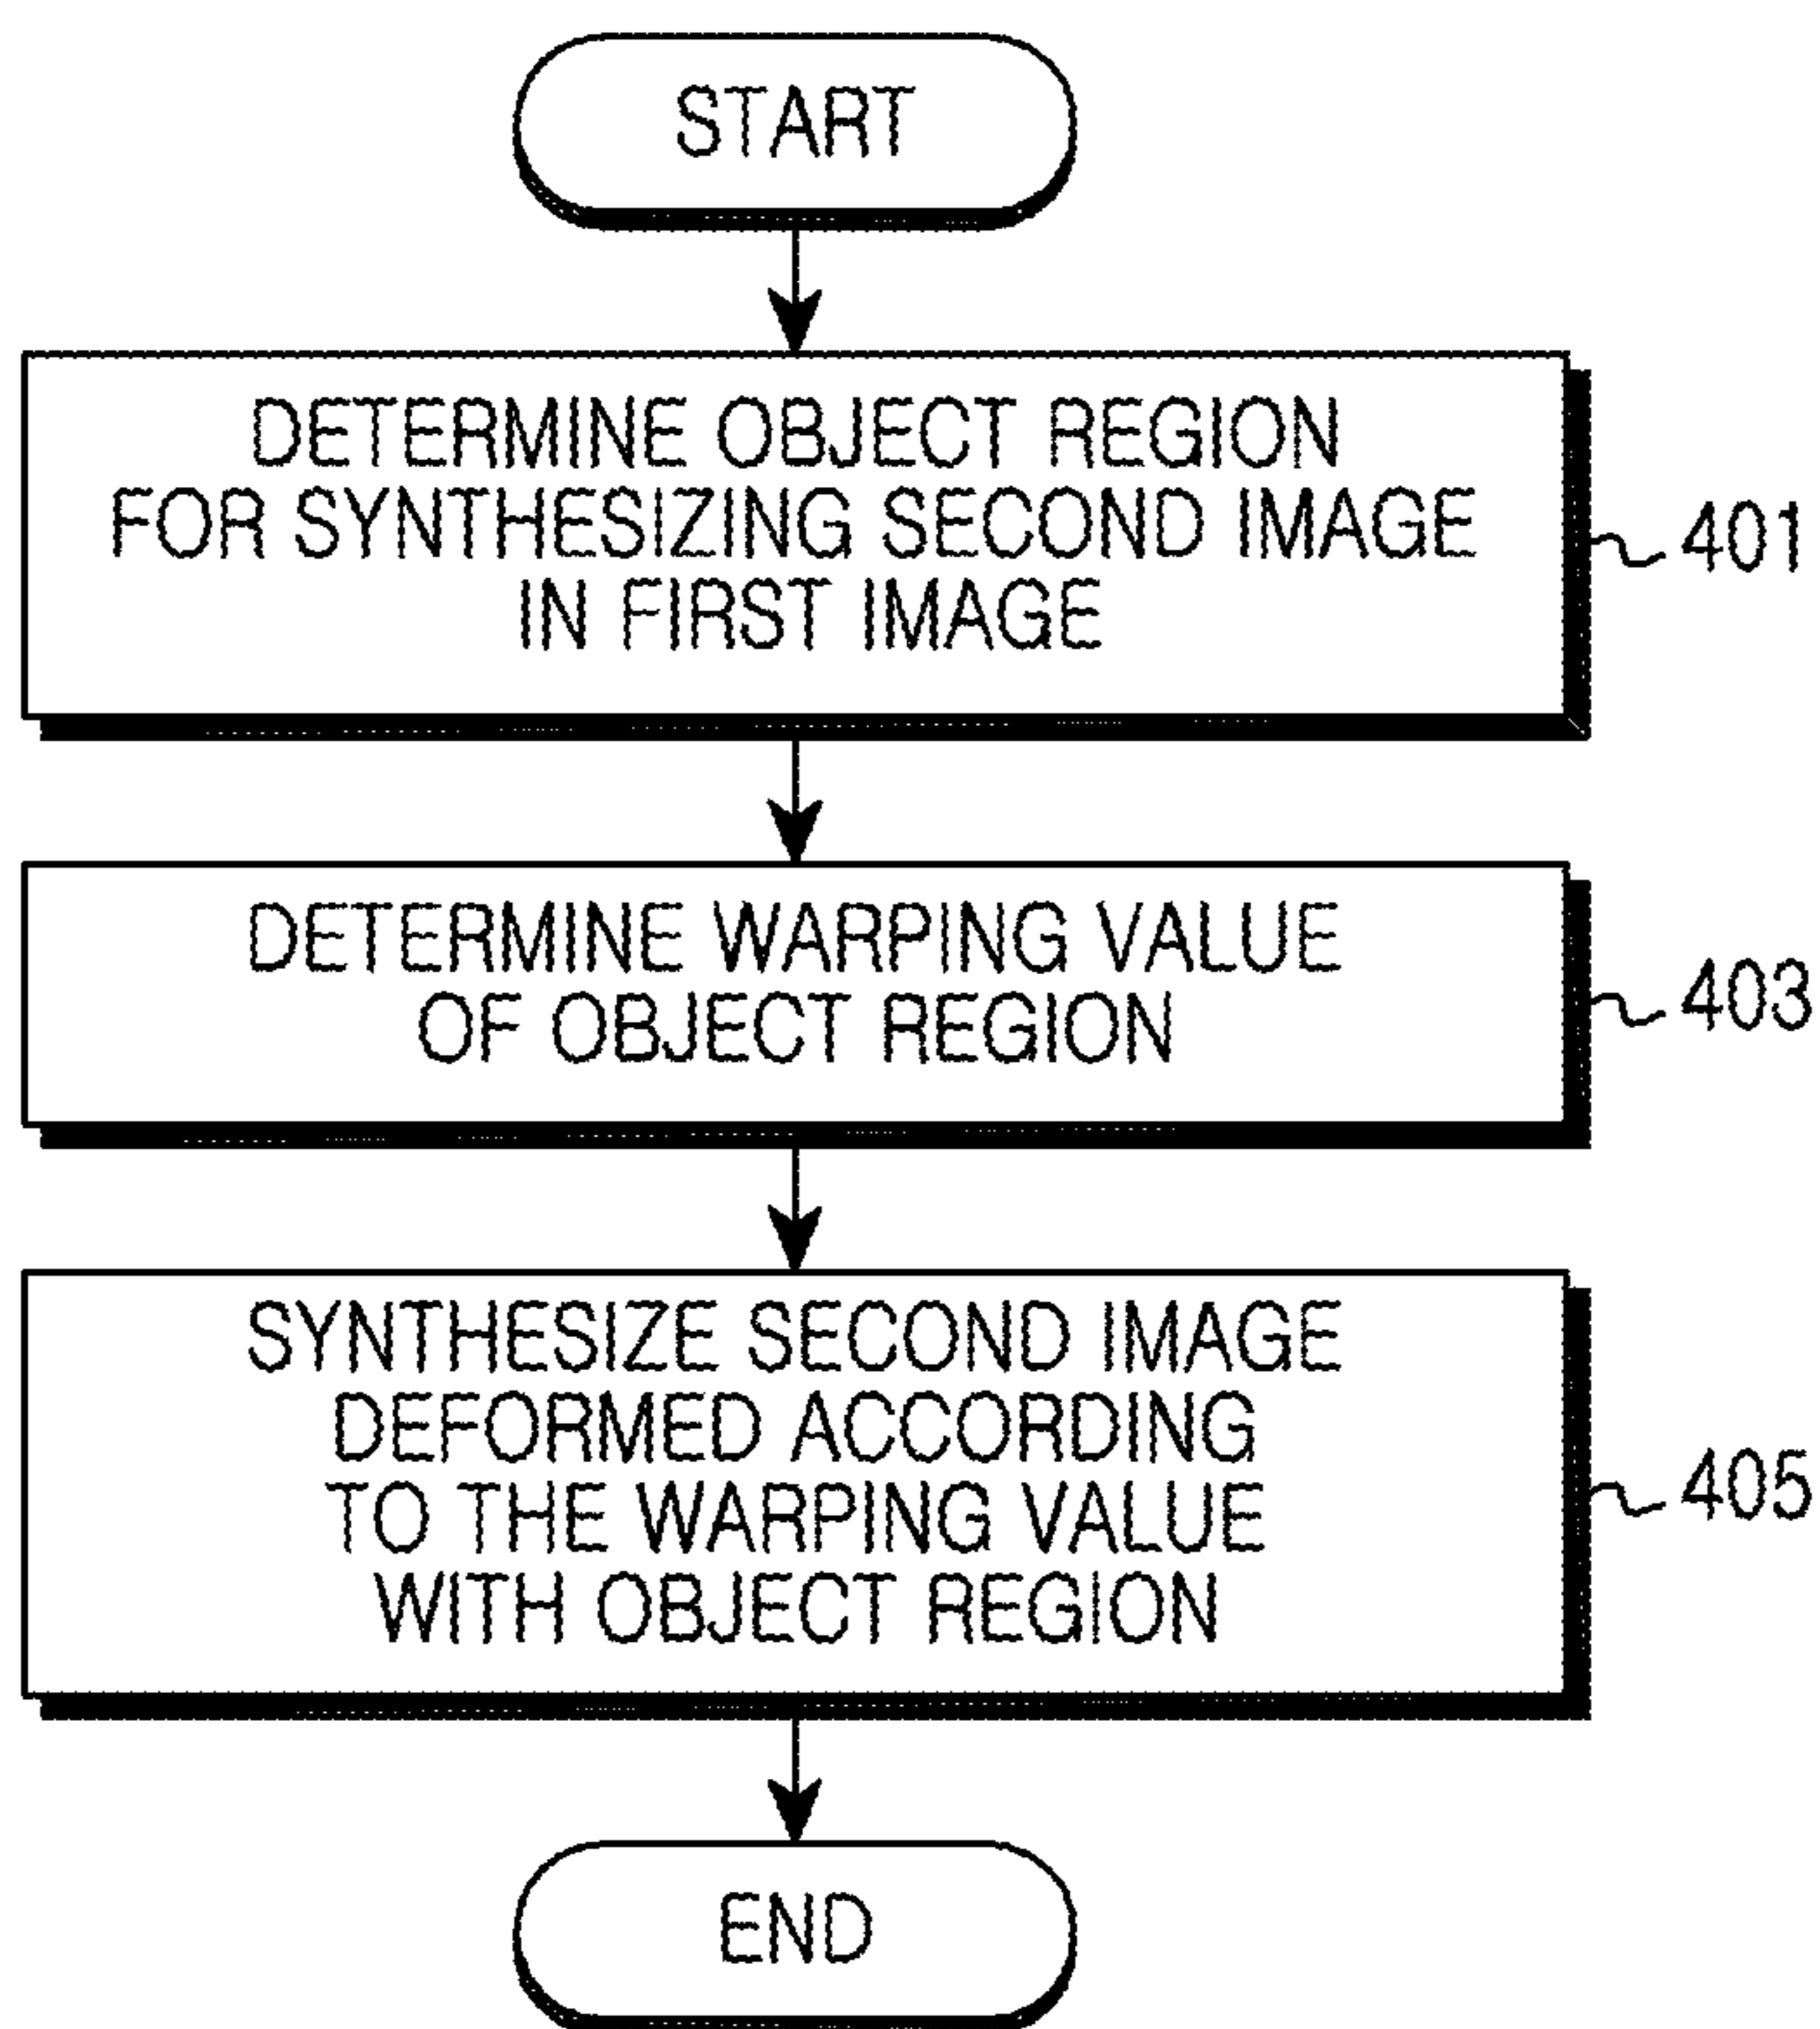 START
DETERMINE OBJECT REGION
FOR SYNTHESIZING SECOND IMAGE
IN FIRST IMAGE
401
DETERMINE WARPING VALUE
OF OBJECT REGION
403
SYNTHESIZE SECOND IMAGE
DEFORMED ACCORDING
TO THE WARPING VALUE
WITH OBJECT REGION
405
END